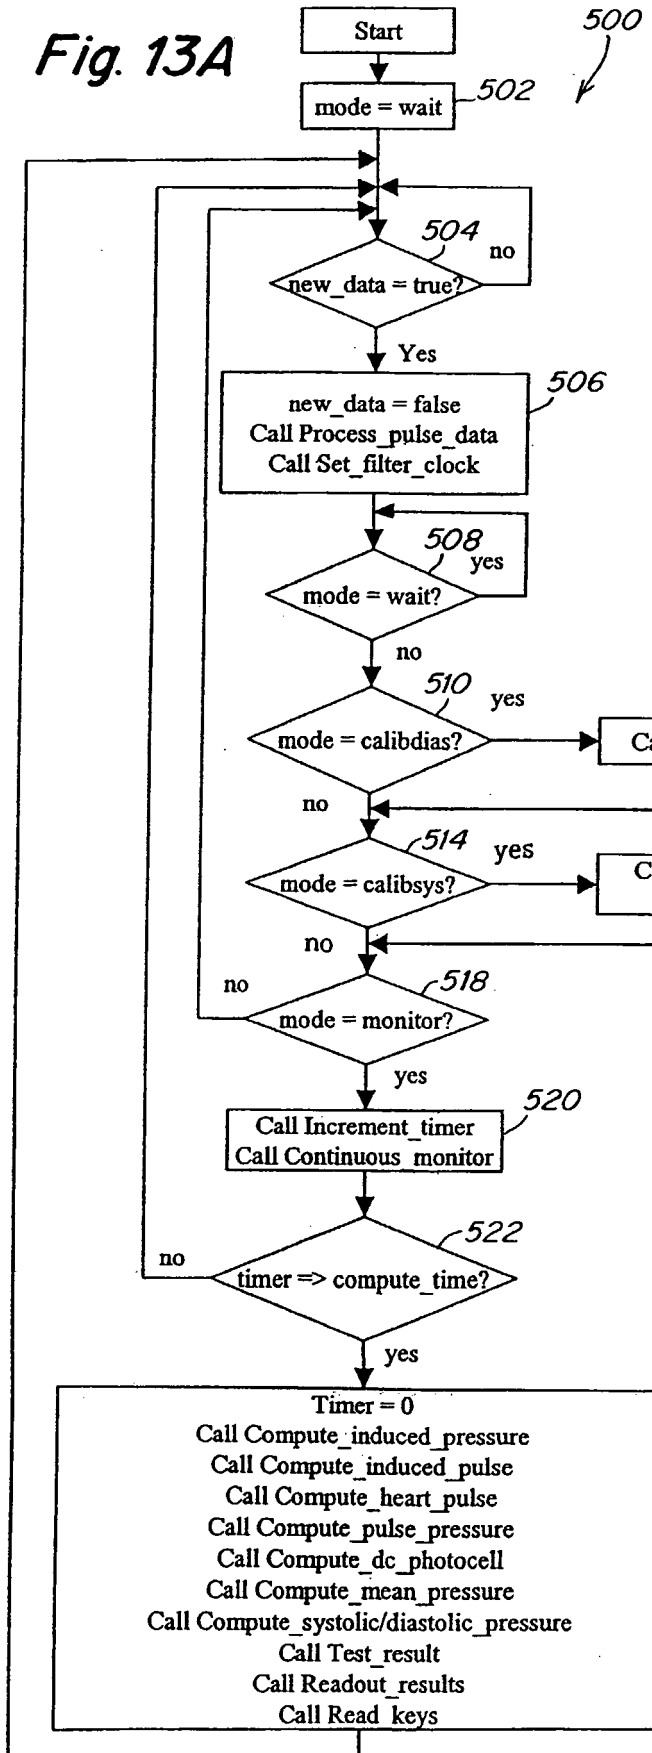 Fig. 13A
Start
500
mode = wait
502
504
no
new_data = true?
Yes
506
new_data = false
Call Process_pulse_data
Call Set_filter_clock
508
yes
mode = wait?
no
510
yes
mode = calibdias?
Ca
no
514
yes
mode = calibsys?
C
no
no
518
mode = monitor?
yes
520
Call Increment_timer
Call Continuous_monitor
522
no
timer => compute_time?
yes
Timer = 0
Call Compute_induced_pressure
Call Compute_induced_pulse
Call Compute_heart_pulse
Call Compute_pulse_pressure
Call Compute_dc_photocell
Call Compute_mean_pressure
Call Compute_systolic/diastolic_pressure
Call Test_result
Call Readout_results
Call Read_keys